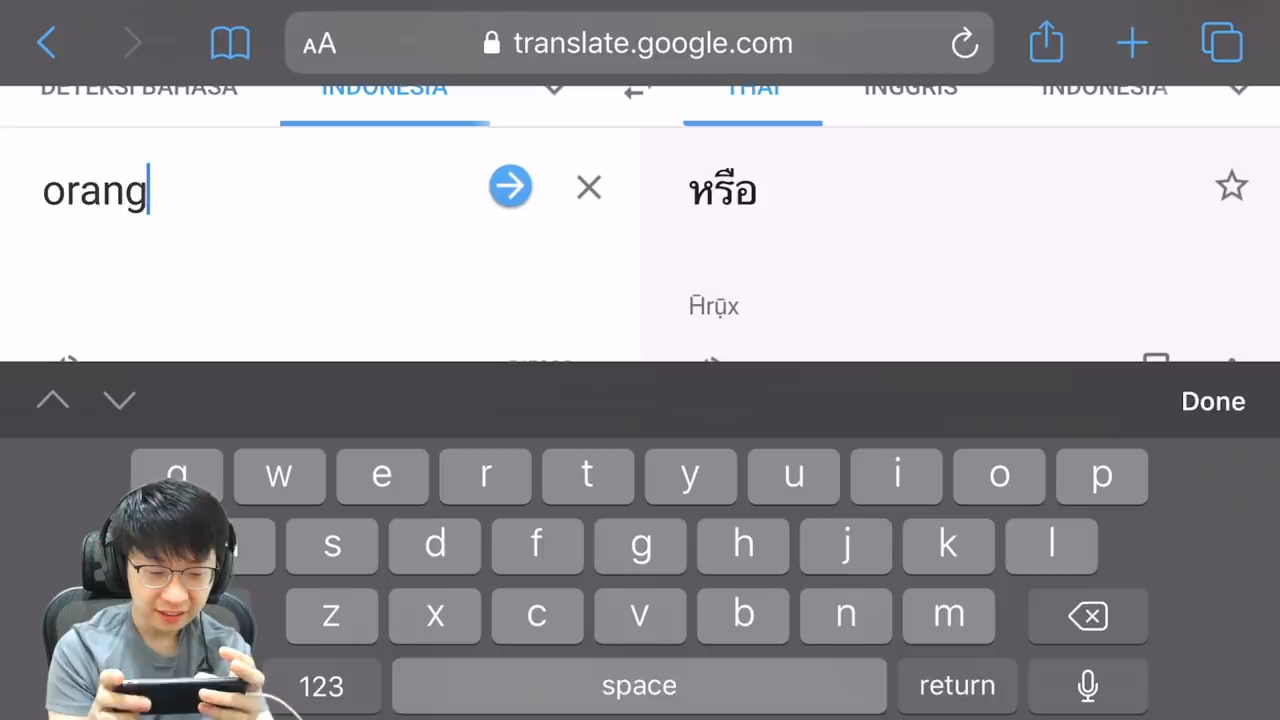 AA translate.google.com
DETEKSI BAHASA INDONESIA THAI INGGRIS INDONESIA
orang
หรือ
H̄rụ̄x
Done
q w e r t y u i o p
s d f g h j k l
z x c v b n m
123 space return